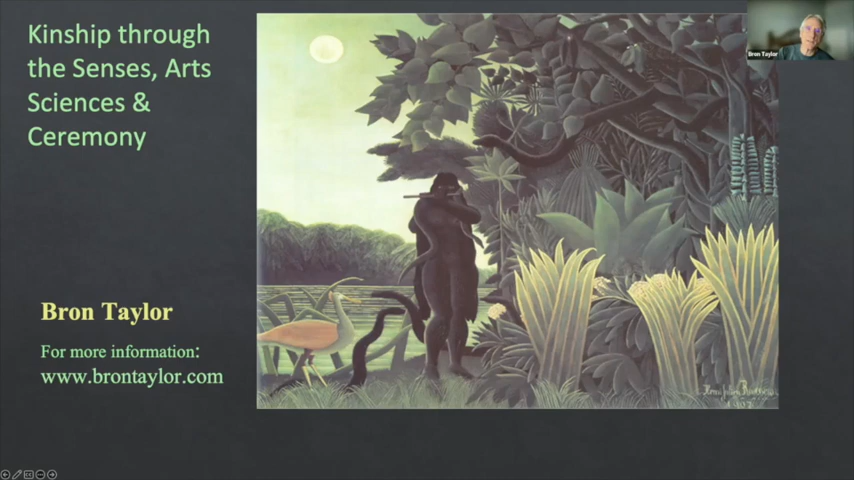 Kinship through
the Senses, Arts
Sciences &
Ceremony
Bron Taylor
Bron Taylor
For more information:
www.brontaylor.com